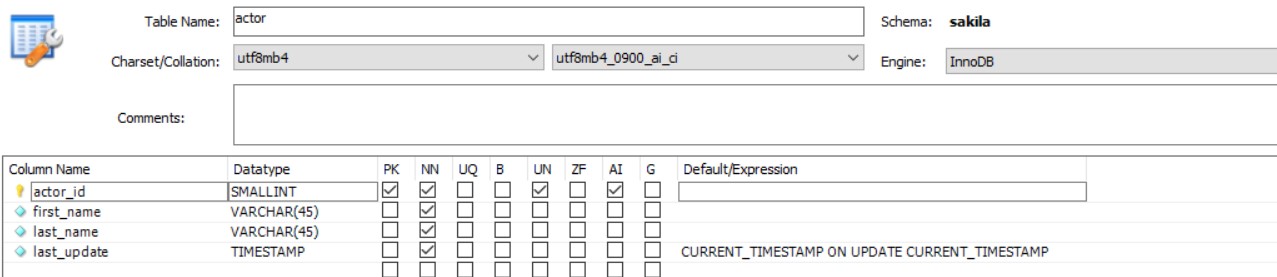 Table Name: actor Schema: sakila
Charset/Collation: utf8mb4 utf8mb4_0900_ai_ci Engine: InnoDB
Comments:
Column Name Datatype PK NN UQ B UN ZF AI G Default/Expression
actor_id SMALLINT
first_name VARCHAR(45)
last_name VARCHAR(45)
last_update TIMESTAMP CURRENT_TIMESTAMP ON UPDATE CURRENT_TIMESTAMP